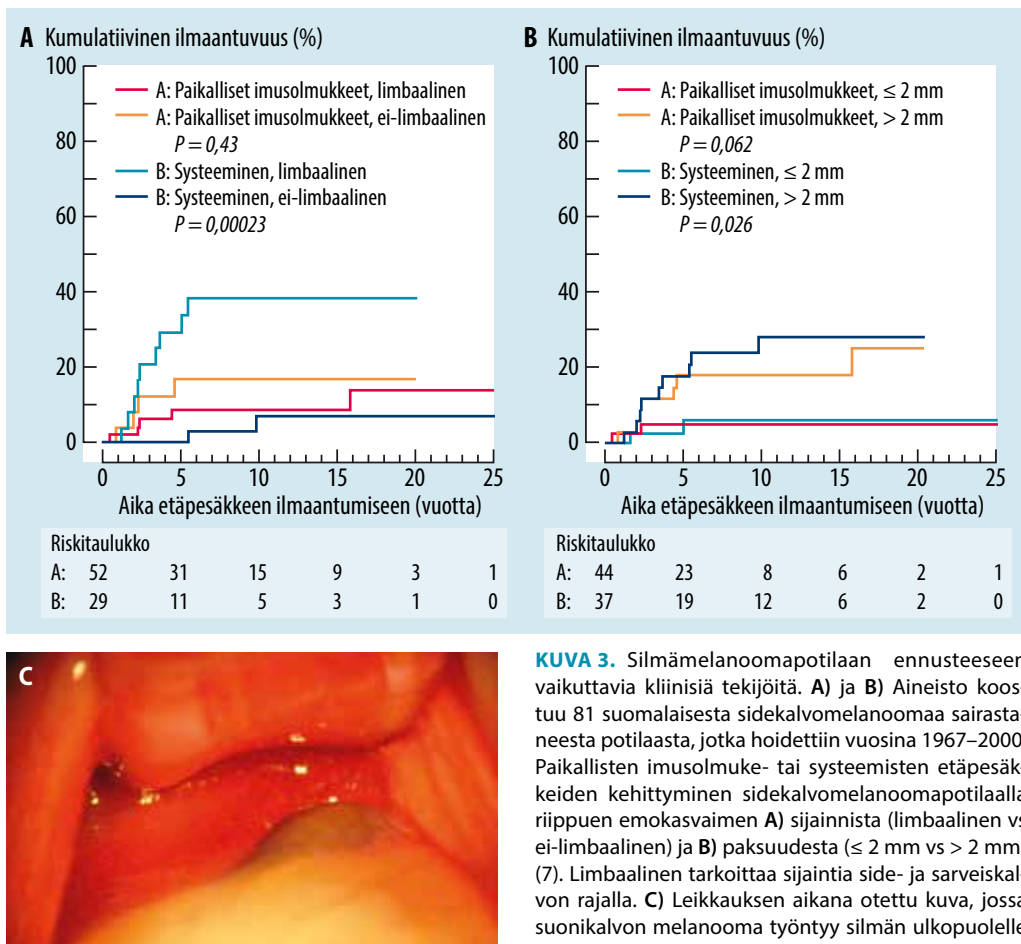 A Kumulatiivinen ilmaantuvuus (%)
100
80
60
40
20
0
A: Paikalliset imusolmukkeet, limbaalinen
A: Paikalliset imusolmukkeet, ei-limbaalinen
P = 0,43
B: Systeeminen, limbaalinen
B: Systeeminen, ei-limbaalinen
P = 0,00023
0 5 10 15 20 25
Aika etäpesäkkeen ilmaantumiseen (vuotta)
Riskitaulukko
A: 52 31 15 9 3 1
B: 29 11 5 3 1 0
B Kumulatiivinen ilmaantuvuus (%)
100
80
60
40
20
0
A: Paikalliset imusolmukkeet, ≤ 2 mm
A: Paikalliset imusolmukkeet, > 2 mm
P = 0,062
B: Systeeminen, ≤ 2 mm
B: Systeeminen, > 2 mm
P = 0,026
0 5 10 15 20 25
Aika etäpesäkkeen ilmaantumiseen (vuotta)
Riskitaulukko
A: 44 23 8 6 2 1
B: 37 19 12 6 2 0
C
KUVA 3. Silmämelanoomapotilaan ennusteeseen
vaikuttavia kliinisiä tekijöitä. A) ja B) Aineisto koos-
tuu 81 suomalaisesta sidekalvomelanoomaa sairasta-
neesta potilaasta, jotka hoidettiin vuosina 1967–2000.
Paikallisten imusolmuke- tai systeemisten etäpesäk-
keiden kehittyminen sidekalvomelanoomapotilaalla
riippuen emokasvaimen A) sijainnista (limbaalinen vs
ei-limbaalinen) ja B) paksuudesta (≤ 2 mm vs > 2 mm)
(7). Limbaalinen tarkoittaa sijaintia side- ja sarveiskal-
von rajalla. C) Leikkauksen aikana otettu kuva, jossa
suonikalvon melanooma työntyy silmän ulkopuolelle